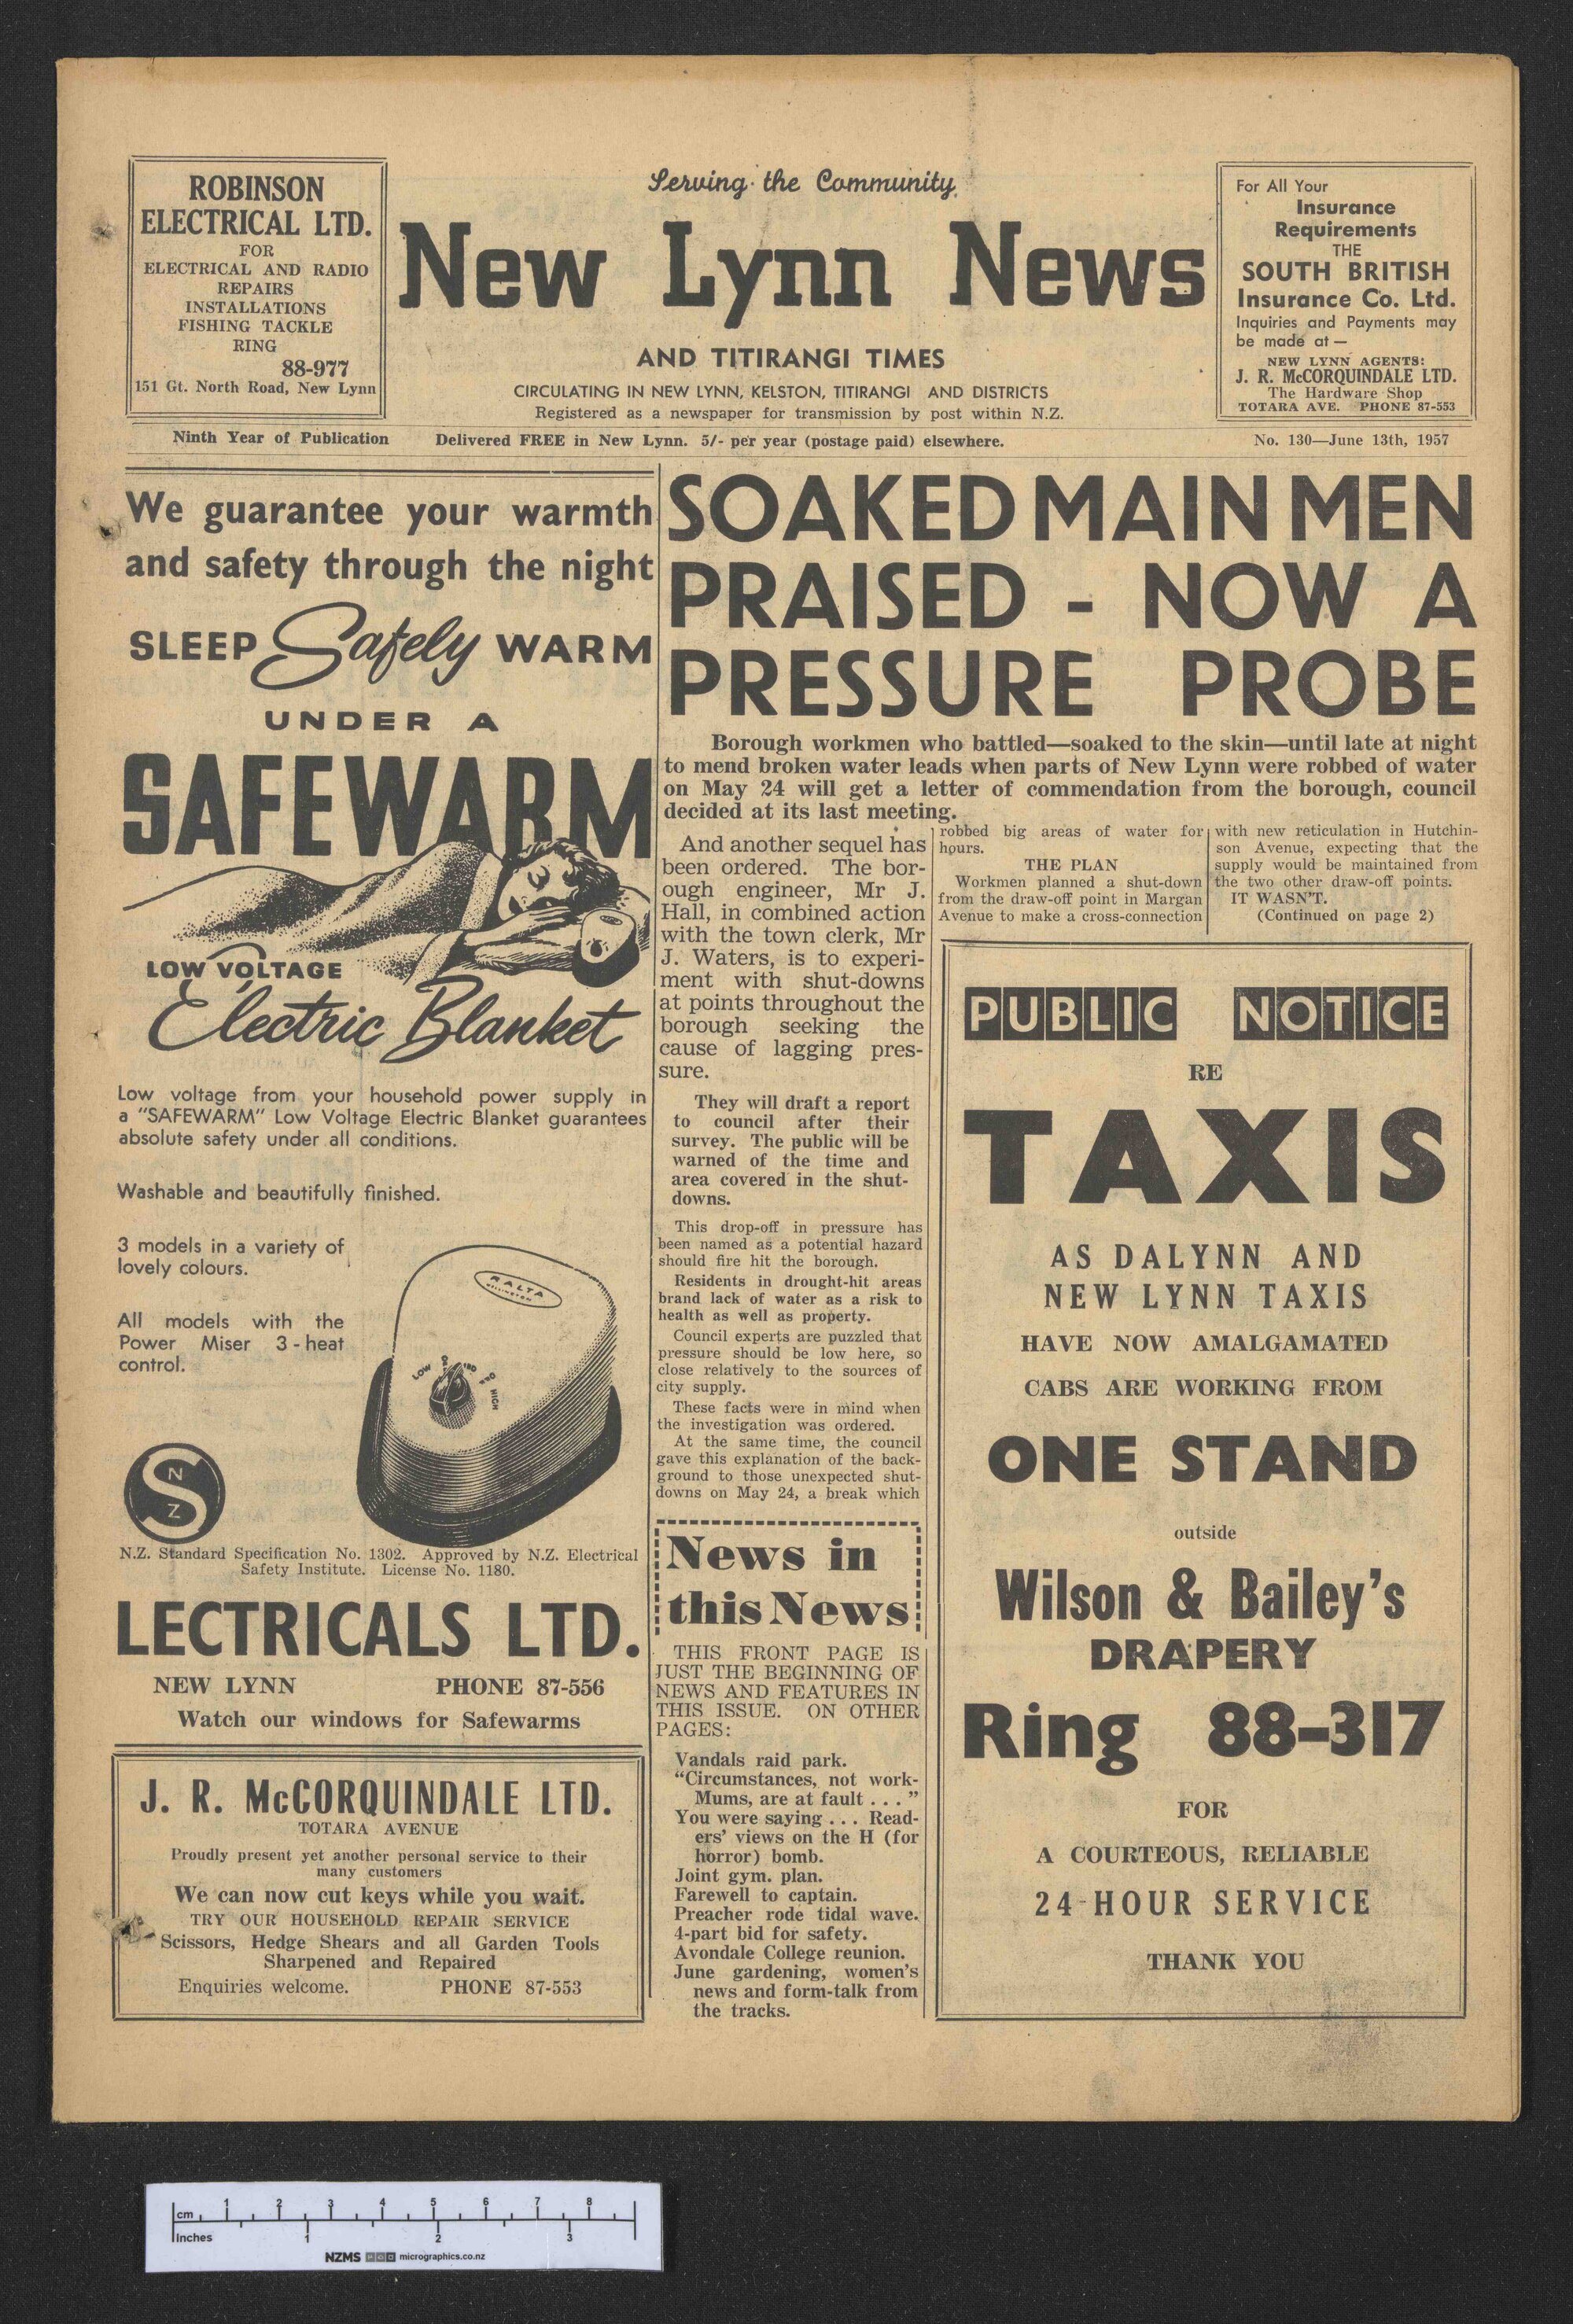 ROBINSON
ELECTRICAL LTD.
FOR
ELECTRICAL AND RADIO
REPAIRS
INSTALLATIONS
FISHING TACKLE
RING
88-977
151 Gt. North Road, New Lynn
Serving the Community
New Lynn News
AND TITIRANGI TIMES
CIRCULATING IN NEW LYNN, KELSTON, TITIRANGI AND DISTRICTS
Registered as a newspaper for transmission by post within N.Z.
For All Your
Insurance
Requirements
THE
SOUTH BRITISH
Insurance Co. Ltd.
Inquiries and Payments may
be made at —
NEW LYNN AGENTS:
J. R. McCORQUINDALE LTD.
The Hardware Shop
TOTARA AVE. PHONE 87-553
Ninth Year of Publication Delivered FREE in New Lynn. 5/- per year (postage paid) elsewhere. No. 130—June 13th, 1957
We guarantee your warmth
and safety through the night
SLEEP Safely WARM
UNDER A
SAFEWARM
LOW VOLTAGE
Electric Blanket
Low voltage from your household power supply in
a "SAFEWARM" Low Voltage Electric Blanket guarantees
absolute safety under all conditions.
Washable and beautifully finished.
3 models in a variety of
lovely colours.
All models with the
Power Miser 3-heat
control.
RALTA
LOW
HIGH
N
S
Z
N.Z. Standard Specification No. 1302. Approved by N.Z. Electrical
Safety Institute. License No. 1180.
LECTRICALS LTD.
NEW LYNN PHONE 87-556
Watch our windows for Safewarms
J. R. McCORQUINDALE LTD.
TOTARA AVENUE
Proudly present yet another personal service to their
many customers
We can now cut keys while you wait.
TRY OUR HOUSEHOLD REPAIR SERVICE
Scissors, Hedge Shears and all Garden Tools
Sharpened and Repaired
Enquiries welcome. PHONE 87-553
SOAKED MAIN MEN
PRAISED - NOW A
PRESSURE PROBE
Borough workmen who battled—soaked to the skin—until late at night
to mend broken water leads when parts of New Lynn were robbed of water
on May 24 will get a letter of commendation from the borough, council
decided at its last meeting.
And another sequel has
been ordered. The bor-
ough engineer, Mr J.
Hall, in combined action
with the town clerk, Mr
J. Waters, is to experi-
ment with shut-downs
at points throughout the
borough seeking the
cause of lagging pres-
sure.
They will draft a report
to council after their
survey. The public will be
warned of the time and
area covered in the shut-
downs.
This drop-off in pressure has
been named as a potential hazard
should fire hit the borough.
Residents in drought-hit areas
brand lack of water as a risk to
health as well as property.
Council experts are puzzled that
pressure should be low here, so
close relatively to the sources of
city supply.
These facts were in mind when
the investigation was ordered.
At the same time, the council
gave this explanation of the back-
ground to those unexpected shut-
downs on May 24, a break which
robbed big areas of water for
hours.
THE PLAN
Workmen planned a shut-down
from the draw-off point in Margan
Avenue to make a cross-connection
with new reticulation in Hutchin-
son Avenue, expecting that the
supply would be maintained from
the two other draw-off points.
IT WASN'T.
(Continued on page 2)
News in
this News
THIS FRONT PAGE IS
JUST THE BEGINNING OF
NEWS AND FEATURES IN
THIS ISSUE. ON OTHER
PAGES:
Vandals raid park.
"Circumstances, not work-
Mums, are at fault . . . "
You were saying . . . Read-
ers' views on the H (for
horror) bomb.
Joint gym. plan.
Farewell to captain.
Preacher rode tidal wave.
4-part bid for safety.
Avondale College reunion.
June gardening, women's
news and form-talk from
the tracks.
PUBLIC NOTICE
RE
TAXIS
AS DALYNN AND
NEW LYNN TAXIS
HAVE NOW AMALGAMATED
CABS ARE WORKING FROM
ONE STAND
outside
Wilson & Bailey's
DRAPERY
Ring 88-317
FOR
A COURTEOUS, RELIABLE
24-HOUR SERVICE
THANK YOU
cm 1 2 3 4 5 6 7 8
Inches 1 2 3
NZMS micrographics.co.nz